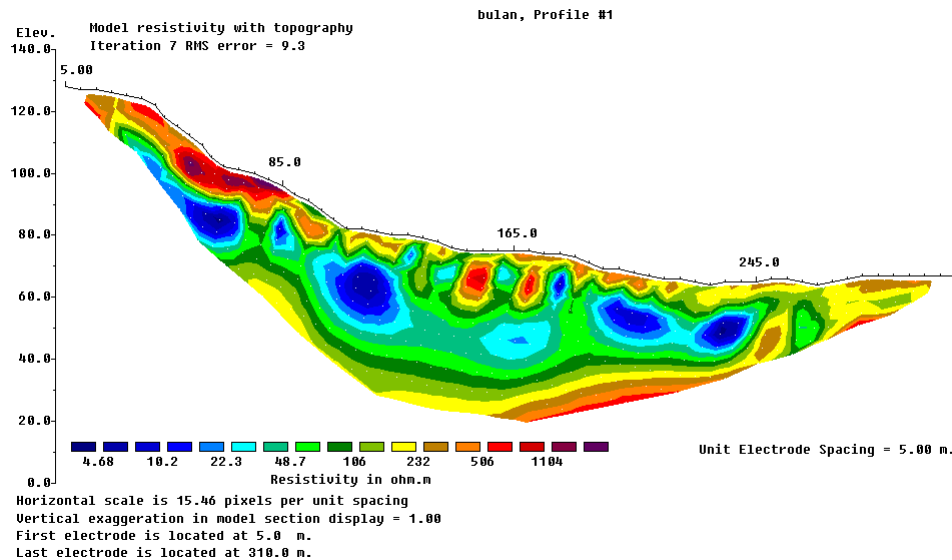 bulan, Profile #1
Model resistivity with topography
Elev.
Iteration 7 RMS error = 9.3
140.0
5.00
120.0
100.0
85.0
80.0
165.0
245.0
60.0
40.0
20.0
4.68 10.2 22.3 48.7 106 232 506 1104
Unit Electrode Spacing = 5.00 m.
Resistivity in ohm.m
0.0
Horizontal scale is 15.46 pixels per unit spacing
Vertical exaggeration in model section display = 1.00
First electrode is located at 5.0 m.
Last electrode is located at 310.0 m.